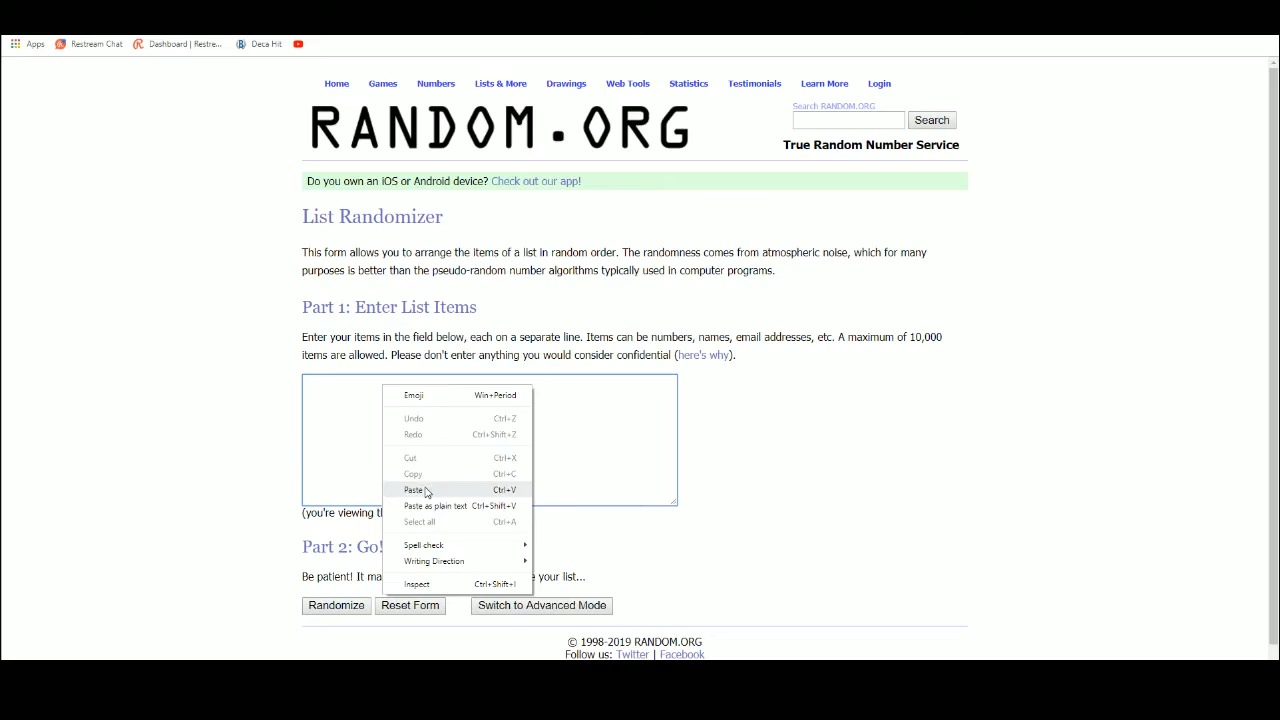 Apps Restream Chat Dashboard | Restre... Deca Hit
Home Games Numbers Lists & More Drawings Web Tools Statistics Testimonials Learn More Login
RANDOM.ORG
Search RANDOM.ORG
Search
True Random Number Service
Do you own an iOS or Android device? Check out our app!
List Randomizer
This form allows you to arrange the items of a list in random order. The randomness comes from atmospheric noise, which for many
purposes is better than the pseudo-random number algorithms typically used in computer programs.
Part 1: Enter List Items
Enter your items in the field below, each on a separate line. Items can be numbers, names, email addresses, etc. A maximum of 10,000
items are allowed. Please don't enter anything you would consider confidential (here's why).
Emoji Win+Period
Undo Ctrl+Z
Redo Ctrl+Shift+Z
Cut Ctrl+X
Copy Ctrl+C
Paste Ctrl+V
Paste as plain text Ctrl+Shift+V
Select all Ctrl+A
Spell check
Writing Direction
Inspect Ctrl+Shift+I
(you're viewing
Part 2: Go!
Be patient! It your list...
Randomize Reset Form Switch to Advanced Mode
© 1998-2019 RANDOM.ORG
Follow us: Twitter | Facebook